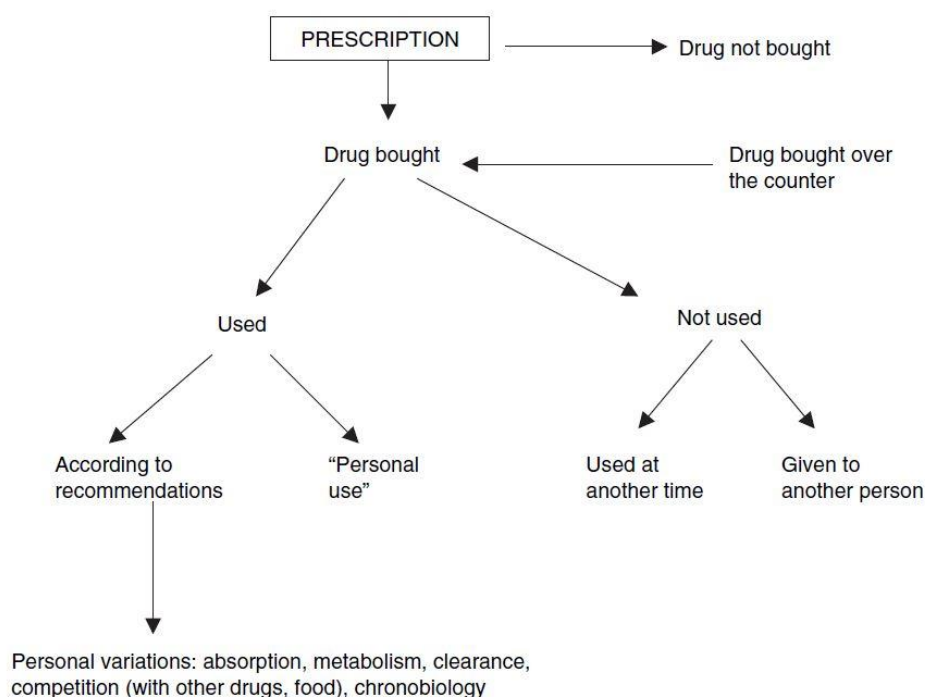 PRESCRIPTION
Drug not bought
Drug bought
Drug bought over
the counter
Used
Not used
According to
recommendations
“Personal
use”
Used at
another time
Given to
another person
Personal variations: absorption, metabolism, clearance,
competition (with other drugs, food), chronobiology